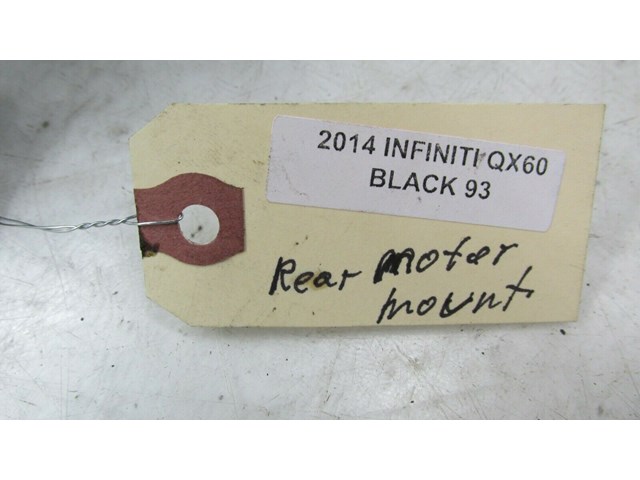 2014 INFINITI QX60
BLACK 93
Rear motor
mount